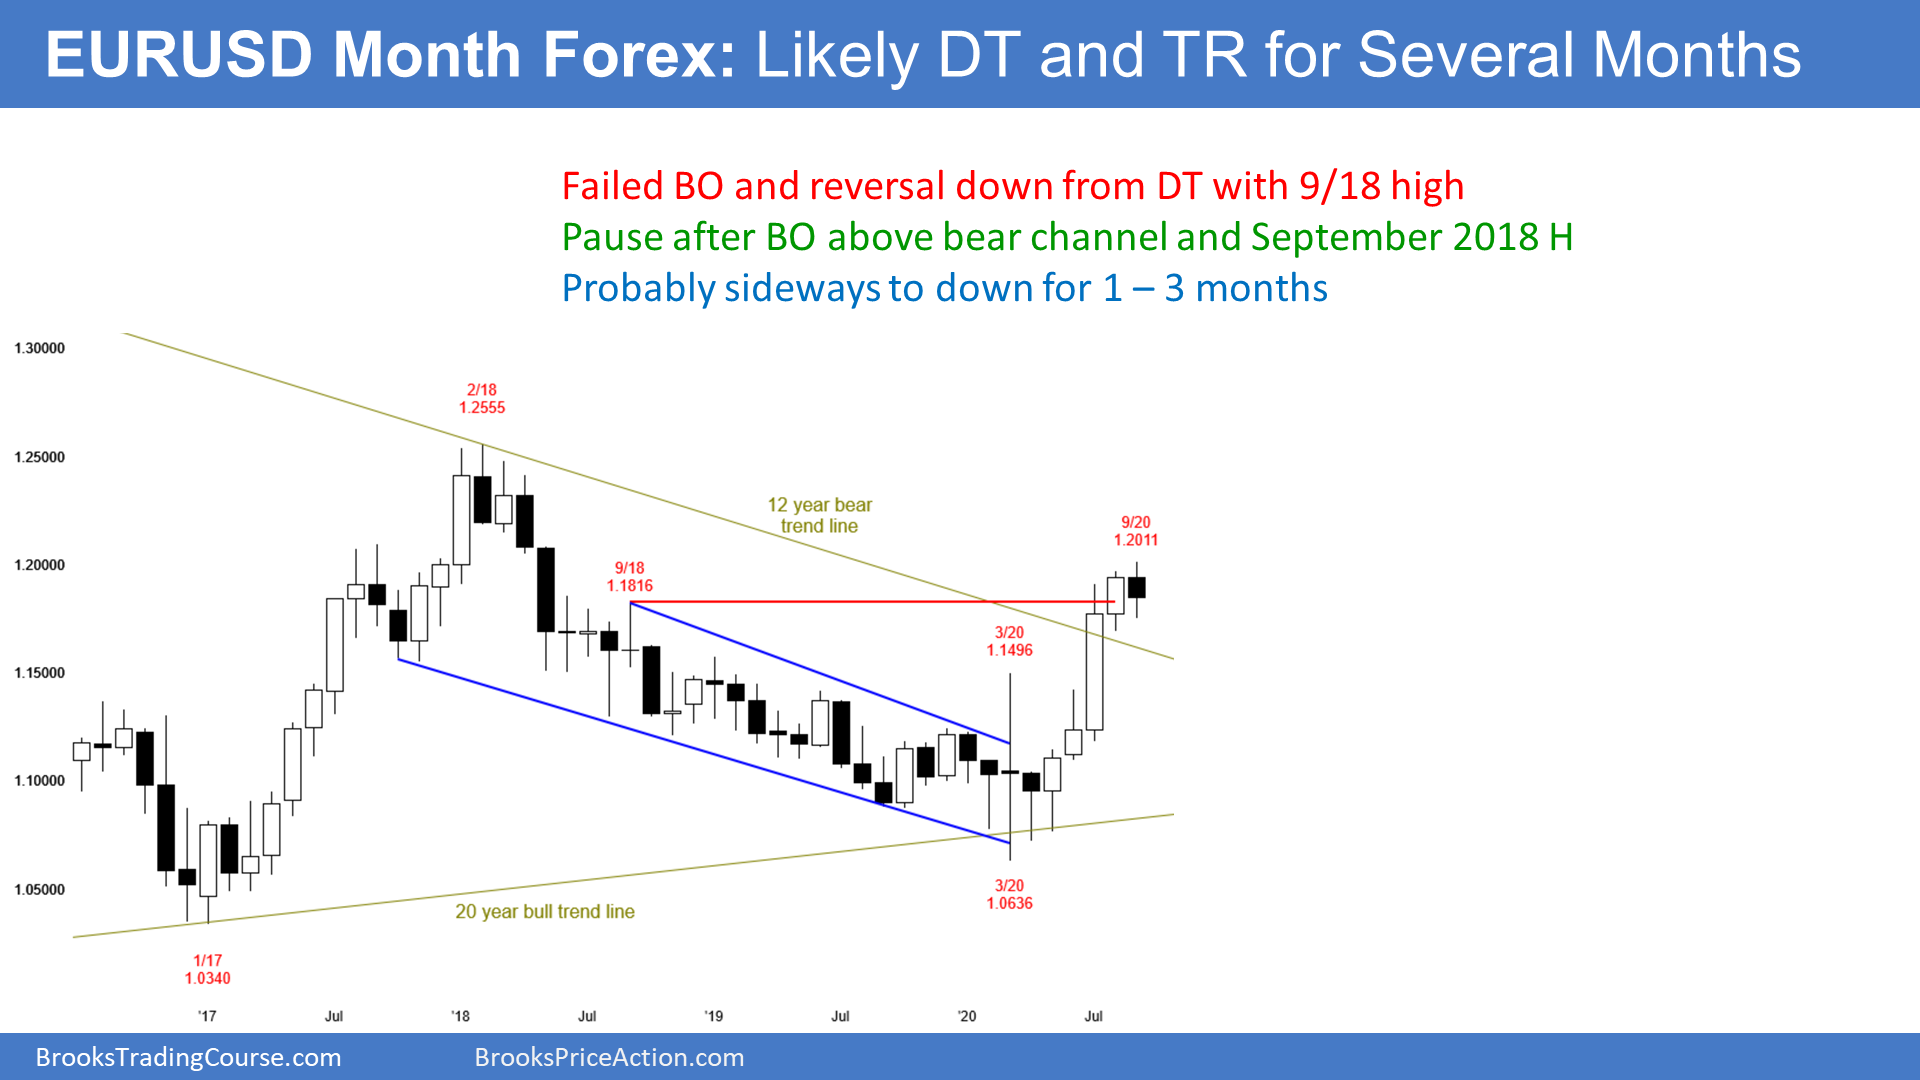 EURUSD Month Forex: Likely DT and TR for Several Months
Failed BO and reversal down from DT with 9/18 high
Pause after BO above bear channel and September 2018 H
Probably sideways to down for 1 – 3 months
1.30000
2/18
1.2555
1.25000
12 year bear
trend line
9/20
1.2011
1.20000
9/18
1.1816
3/20
1.1496
1.15000
1.10000
1.05000
3/20
1.0636
20 year bull trend line
1/17
1.0340
'17
Jul
'18
Jul
'19
Jul
'20
Jul
BrooksTradingCourse.com
BrooksPriceAction.com